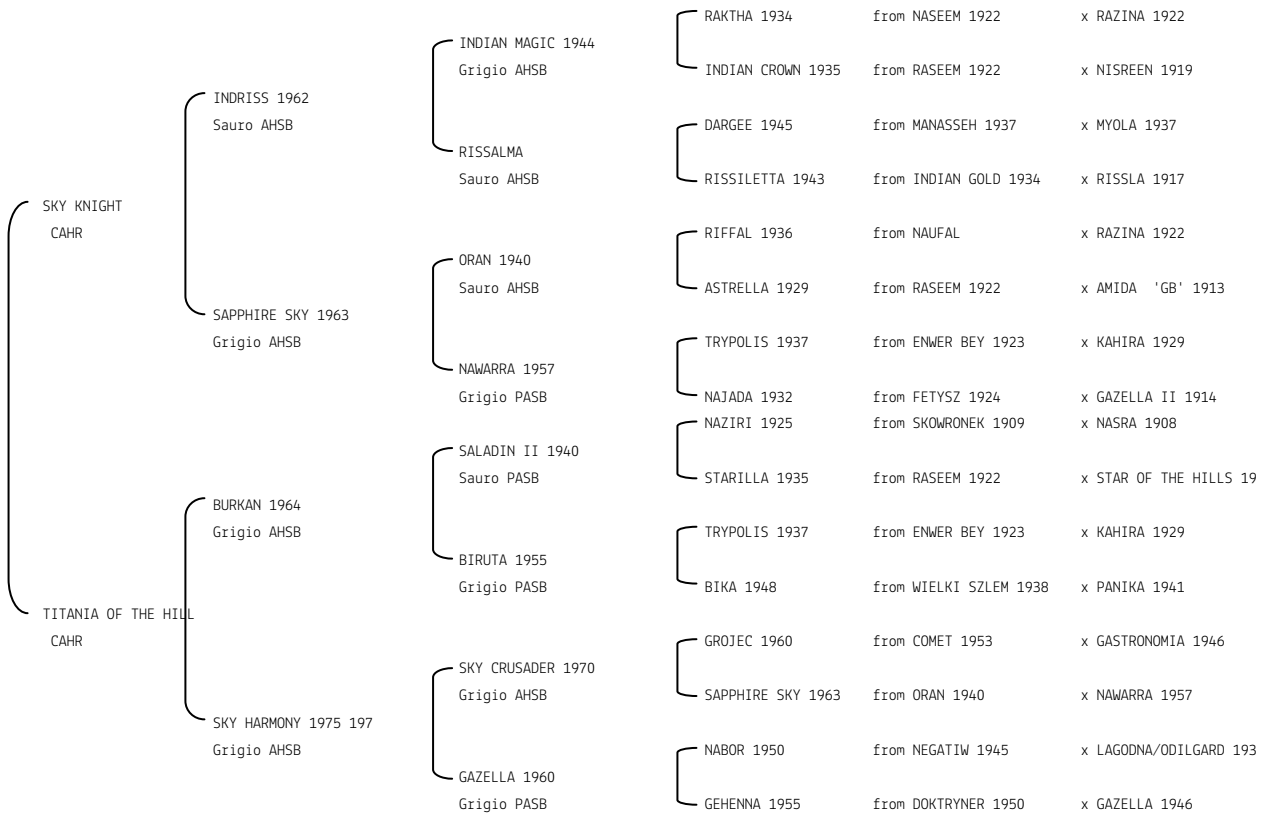 RAKTHA 1934 from NASEEM 1922 x RAZINA 1922
INDIAN MAGIC 1944
Grigio AHSB INDIAN CROWN 1935 from RASEEM 1922 x NISREEN 1919
INDRISS 1962
Sauro AHSB DARGEE 1945 from MANASSEH 1937 x MYOLA 1937
RISSALMA
Sauro AHSB RISSILETTA 1943 from INDIAN GOLD 1934 x RISSLA 1917
SKY KNIGHT
CAHR RIFFAL 1936 from NAUFAL x RAZINA 1922
ORAN 1940
Sauro AHSB ASTRELLA 1929 from RASEEM 1922 x AMIDA 'GB' 1913
SAPPHIRE SKY 1963
Grigio AHSB TRYPOLIS 1937 from ENWER BEY 1923 x KAHIRA 1929
NAWARRA 1957
Grigio PASB NAJADA 1932 from FETYSZ 1924 x GAZELLA II 1914
NAZIRI 1925 from SKOWRONEK 1909 x NASRA 1908
SALADIN II 1940
Sauro PASB STARILLA 1935 from RASEEM 1922 x STAR OF THE HILLS 19
BURKAN 1964
Grigio AHSB TRYPOLIS 1937 from ENWER BEY 1923 x KAHIRA 1929
BIRUTA 1955
Grigio PASB BIKA 1948 from WIELKI SZLEM 1938 x PANIKA 1941
TITANIA OF THE HILL
CAHR GROJEC 1960 from COMET 1953 x GASTRONOMIA 1946
SKY CRUSADER 1970
Grigio AHSB SAPPHIRE SKY 1963 from ORAN 1940 x NAWARRA 1957
SKY HARMONY 1975 197
Grigio AHSB NABOR 1950 from NEGATIW 1945 x LAGODNA/ODILGARD 193
GAZELLA 1960
Grigio PASB GEHENNA 1955 from DOKTRYNER 1950 x GAZELLA 1946